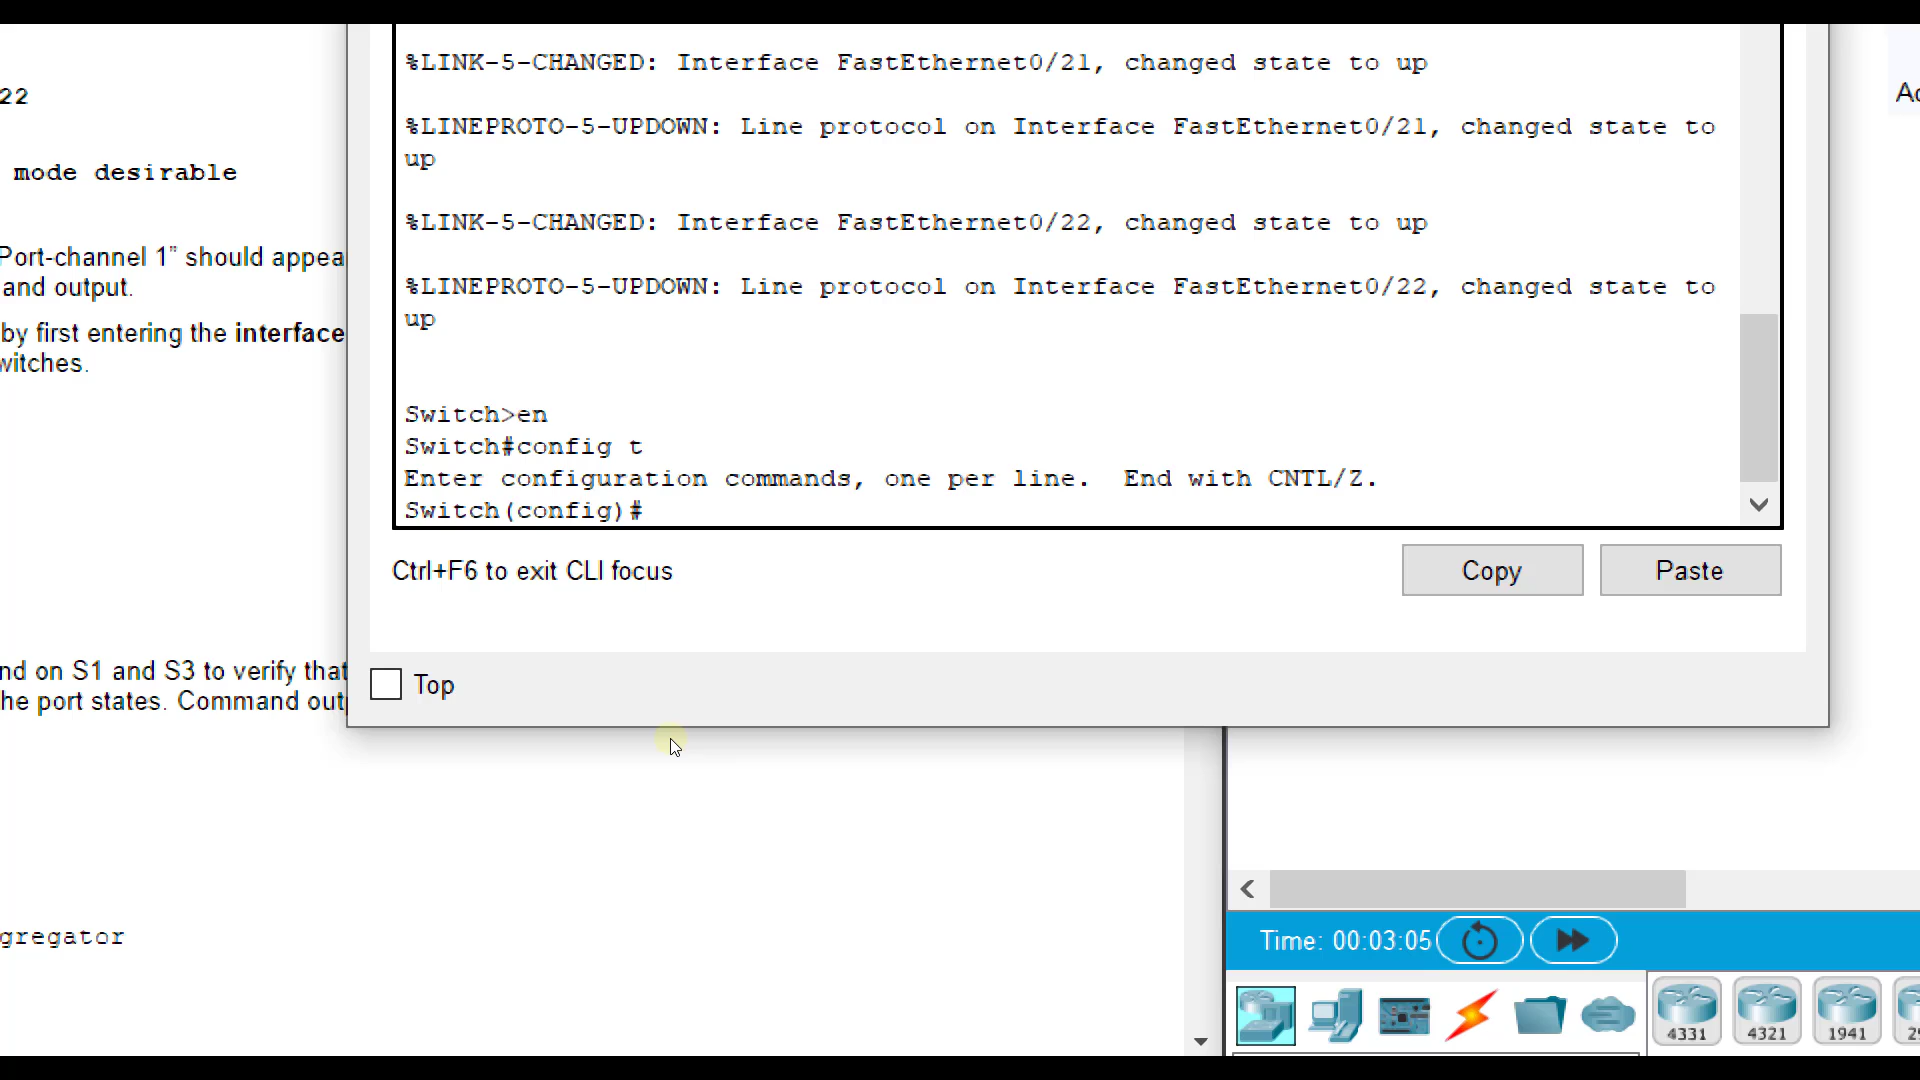 22
mode desirable
Port-channel 1” should appea
and output.
by first entering the interface
witches.
nd on S1 and S3 to verify that
he port states. Command out
gregator
%LINK-5-CHANGED: Interface FastEthernet0/21, changed state to up
%LINEPROTO-5-UPDOWN: Line protocol on Interface FastEthernet0/21, changed state to
up
%LINK-5-CHANGED: Interface FastEthernet0/22, changed state to up
%LINEPROTO-5-UPDOWN: Line protocol on Interface FastEthernet0/22, changed state to
up
Switch>en
Switch#config t
Enter configuration commands, one per line.  End with CNTL/Z.
Switch(config)#
Ctrl+F6 to exit CLI focus
Copy
Paste
Top
Ac
Time: 00:03:05
4331
4321
1941
29